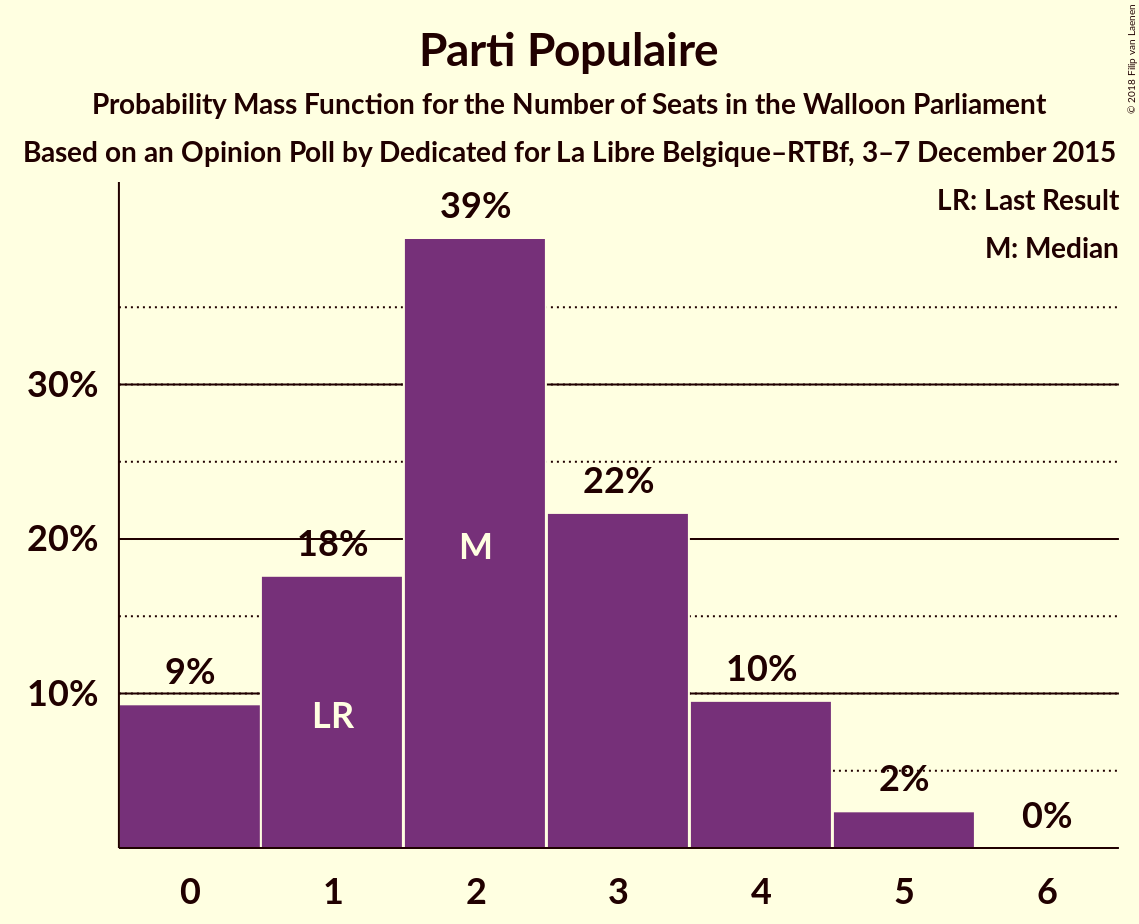 © 2018 Filip van Laenen
Parti Populaire
Probability Mass Function for the Number of Seats in the Walloon Parliament
Based on an Opinion Poll by Dedicated for La Libre Belgique–RTBf, 3–7 December 2015
LR: Last Result
M: Median
39%
30%
22%
20%
18%
M
9%
10%
10%
LR
2%
0%
0 1 2 3 4 5 6